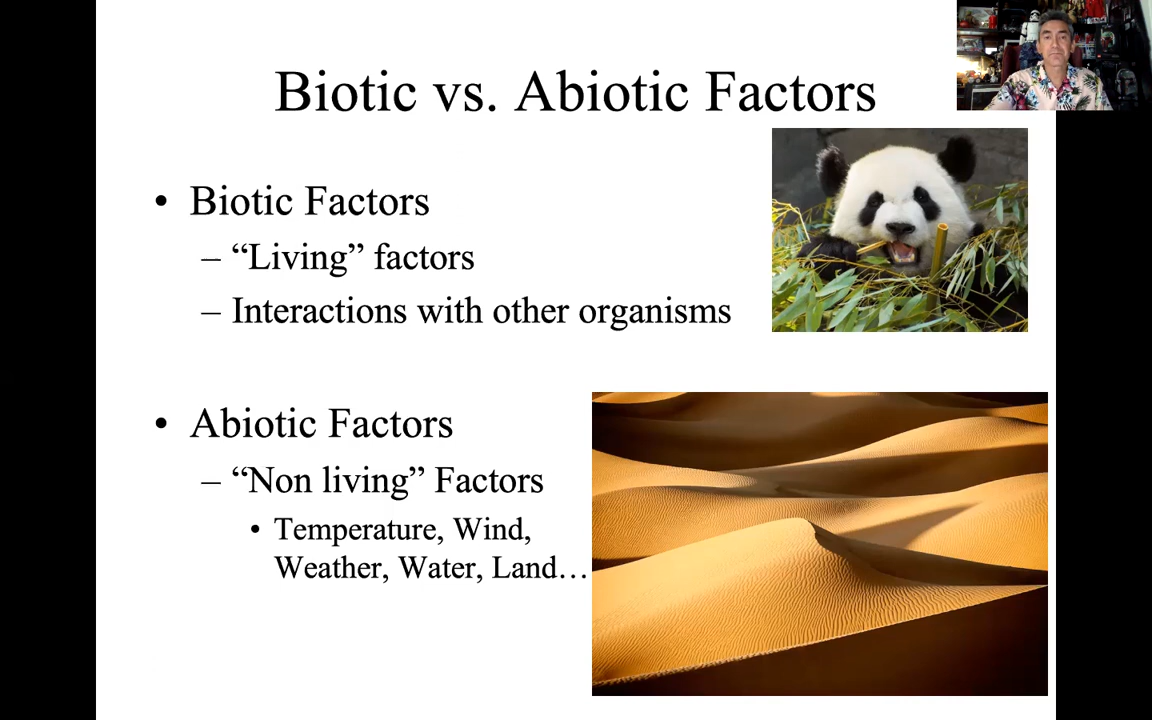 Biotic vs. Abiotic Factors
• Biotic Factors
– “Living” factors
– Interactions with other organisms
• Abiotic Factors
– “Non living” Factors
• Temperature, Wind,
Weather, Water, Land…